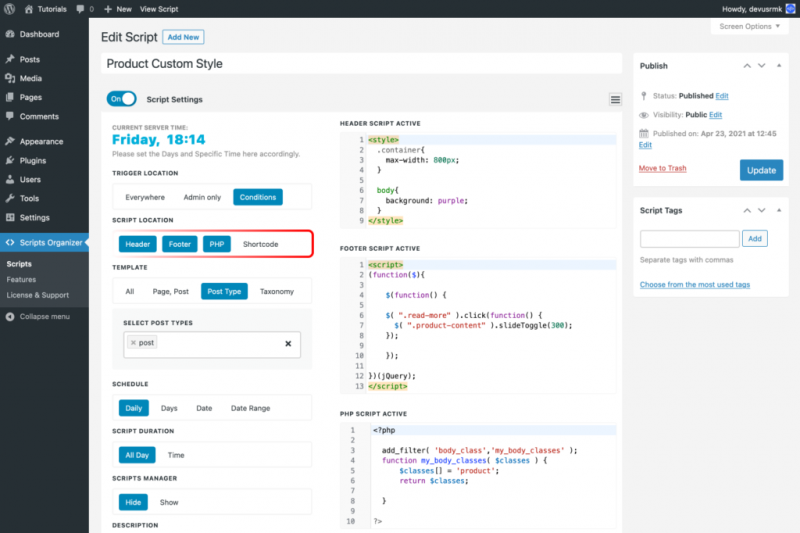 Tutorials 0 New View Script Howdy, devusrmk
Screen Options
Dashboard
Posts
Media
Pages
Comments
Appearance
Plugins
Users
Tools
Settings
Scripts Organizer
Scripts
Features
License & Support
Collapse menu
Edit Script Add New
Product Custom Style
On Script Settings
CURRENT SERVER TIME:
Friday, 18:14
Please set the Days and Specific Time here accordingly.
TRIGGER LOCATION
Everywhere Admin only Conditions
SCRIPT LOCATION
Header Footer PHP Shortcode
TEMPLATE
All Page, Post Post Type Taxonomy
SELECT POST TYPES
× post ×
SCHEDULE
Daily Days Date Date Range
SCRIPT DURATION
All Day Time
SCRIPTS MANAGER
Hide Show
DESCRIPTION
HEADER SCRIPT ACTIVE
1 <style>
2 .container{
3 max-width: 800px;
4 }
5
6 body{
7 background: purple;
8 }
9 </style>
FOOTER SCRIPT ACTIVE
1 <script>
2 (function($){
3
4 $(function() {
5
6 $( ".read-more" ).click(function() {
7 $( ".product-content" ).slideToggle(300);
8 });
9
10 });
11
12 })(jQuery);
13 </script>
PHP SCRIPT ACTIVE
1 <?php
2
3 add_filter( 'body_class','my_body_classes' );
4 function my_body_classes( $classes ) {
5 $classes[] = 'product';
6 return $classes;
7
8 }
9
10 ?>
Publish
Status: Published Edit
Visibility: Public Edit
Published on: Apr 23, 2021 at 12:45
Edit
Move to Trash Update
Script Tags
Add
Separate tags with commas
Choose from the most used tags